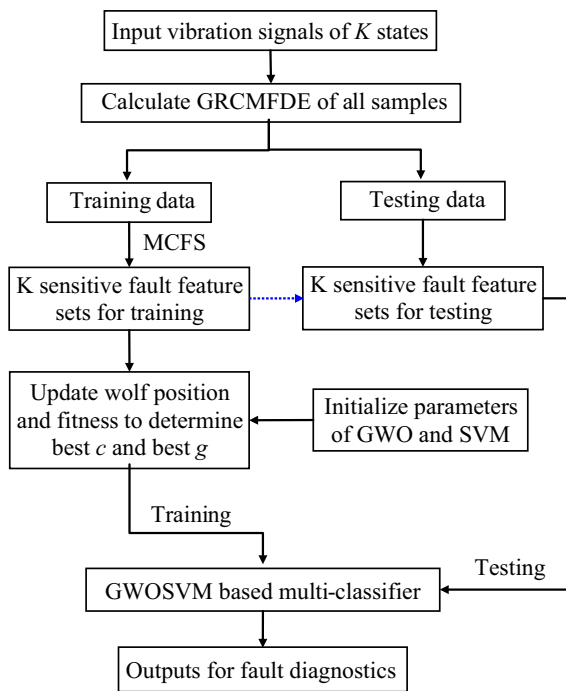 Input vibration signals of K states
Calculate GRCMFDE of all samples
Training data
Testing data
MCFS
K sensitive fault feature
sets for training
K sensitive fault feature
sets for testing
Update wolf position
and fitness to determine
best c and best g
Initialize parameters
of GWO and SVM
Training
Testing
GWOSVM based multi-classifier
Outputs for fault diagnostics